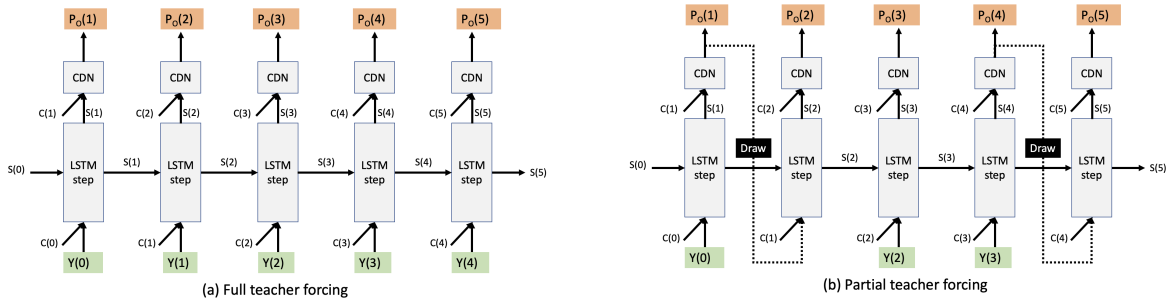 P_O(1) P_O(2) P_O(3) P_O(4) P_O(5)
CDN CDN CDN CDN CDN
C(1) S(1) C(2) S(2) C(3) S(3) C(4) S(4) C(5) S(5)
S(0) LSTM step S(1) LSTM step S(2) LSTM step S(3) LSTM step S(4) LSTM step S(5)
C(0) C(1) C(2) C(3) C(4)
Y(0) Y(1) Y(2) Y(3) Y(4)
(a) Full teacher forcing
P_O(1) P_O(2) P_O(3) P_O(4) P_O(5)
CDN CDN CDN CDN CDN
C(1) S(1) C(2) S(2) C(3) S(3) C(4) S(4) C(5) S(5)
Draw Draw
S(0) LSTM step LSTM step S(2) LSTM step S(3) LSTM step LSTM step S(5)
C(0) C(1) C(2) C(3) C(4)
Y(0) Y(2) Y(3)
(b) Partial teacher forcing